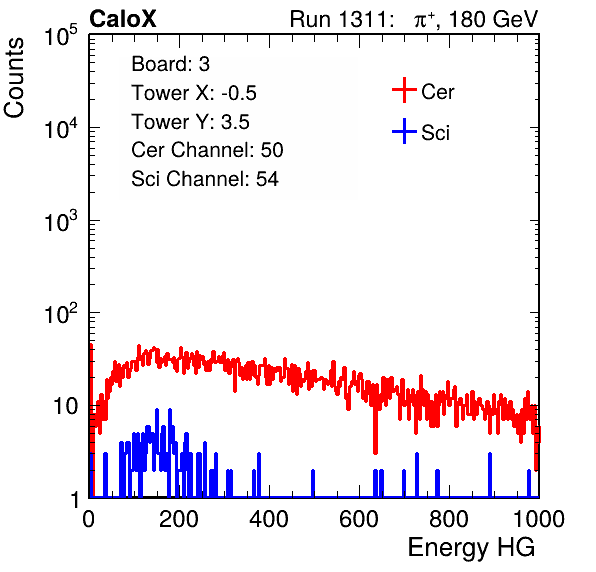 CaloX Run 1311: π⁺, 180 GeV
Counts
10⁵
10⁴
10³
10²
10
1
Board: 3
Tower X: -0.5
Tower Y: 3.5
Cer Channel: 50
Sci Channel: 54
Cer
Sci
0 200 400 600 800 1000
Energy HG